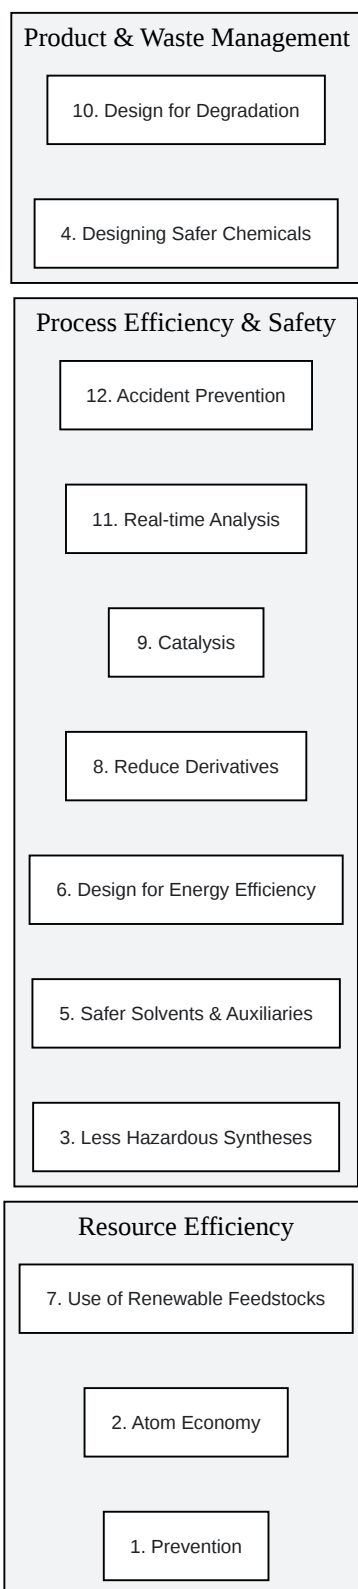 Product & Waste Management
10. Design for Degradation
4. Designing Safer Chemicals
Process Efficiency & Safety
12. Accident Prevention
11. Real-time Analysis
9. Catalysis
8. Reduce Derivatives
6. Design for Energy Efficiency
5. Safer Solvents & Auxiliaries
3. Less Hazardous Syntheses
Resource Efficiency
7. Use of Renewable Feedstocks
2. Atom Economy
1. Prevention